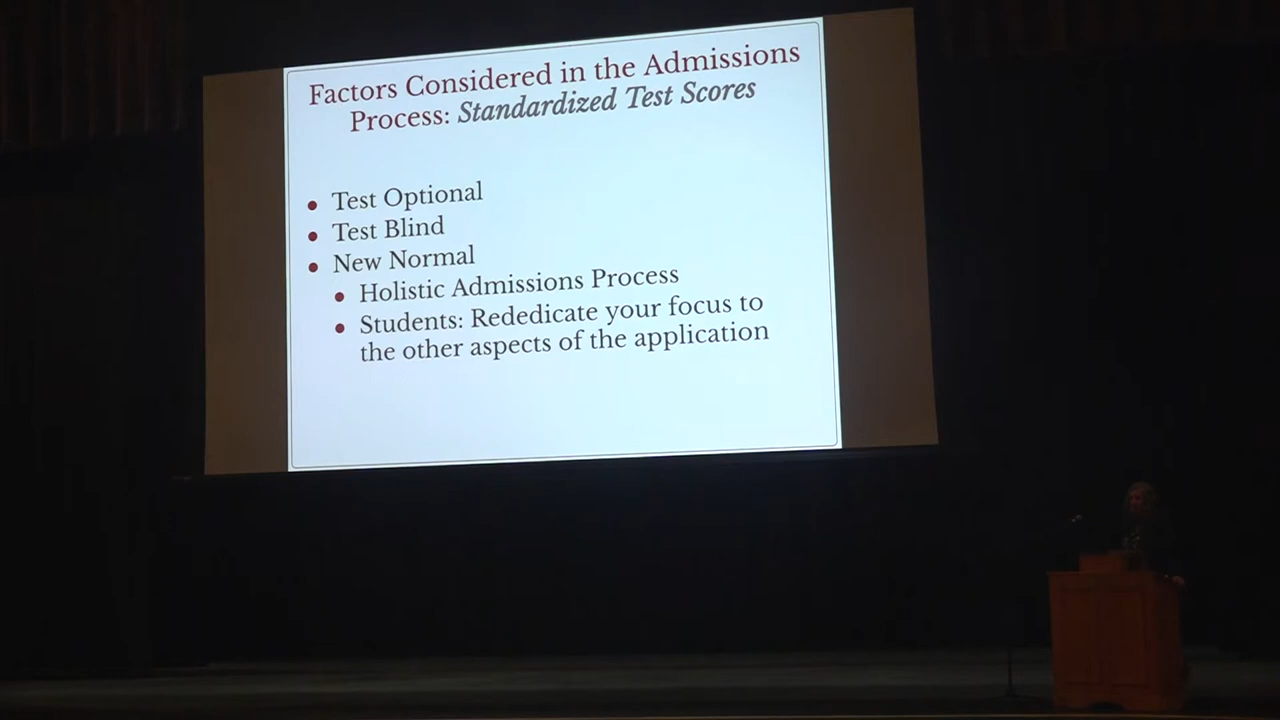 Factors Considered in the Admissions
Process: Standardized Test Scores
• Test Optional
• Test Blind
• New Normal
• Holistic Admissions Process
• Students: Rededicate your focus to
the other aspects of the application